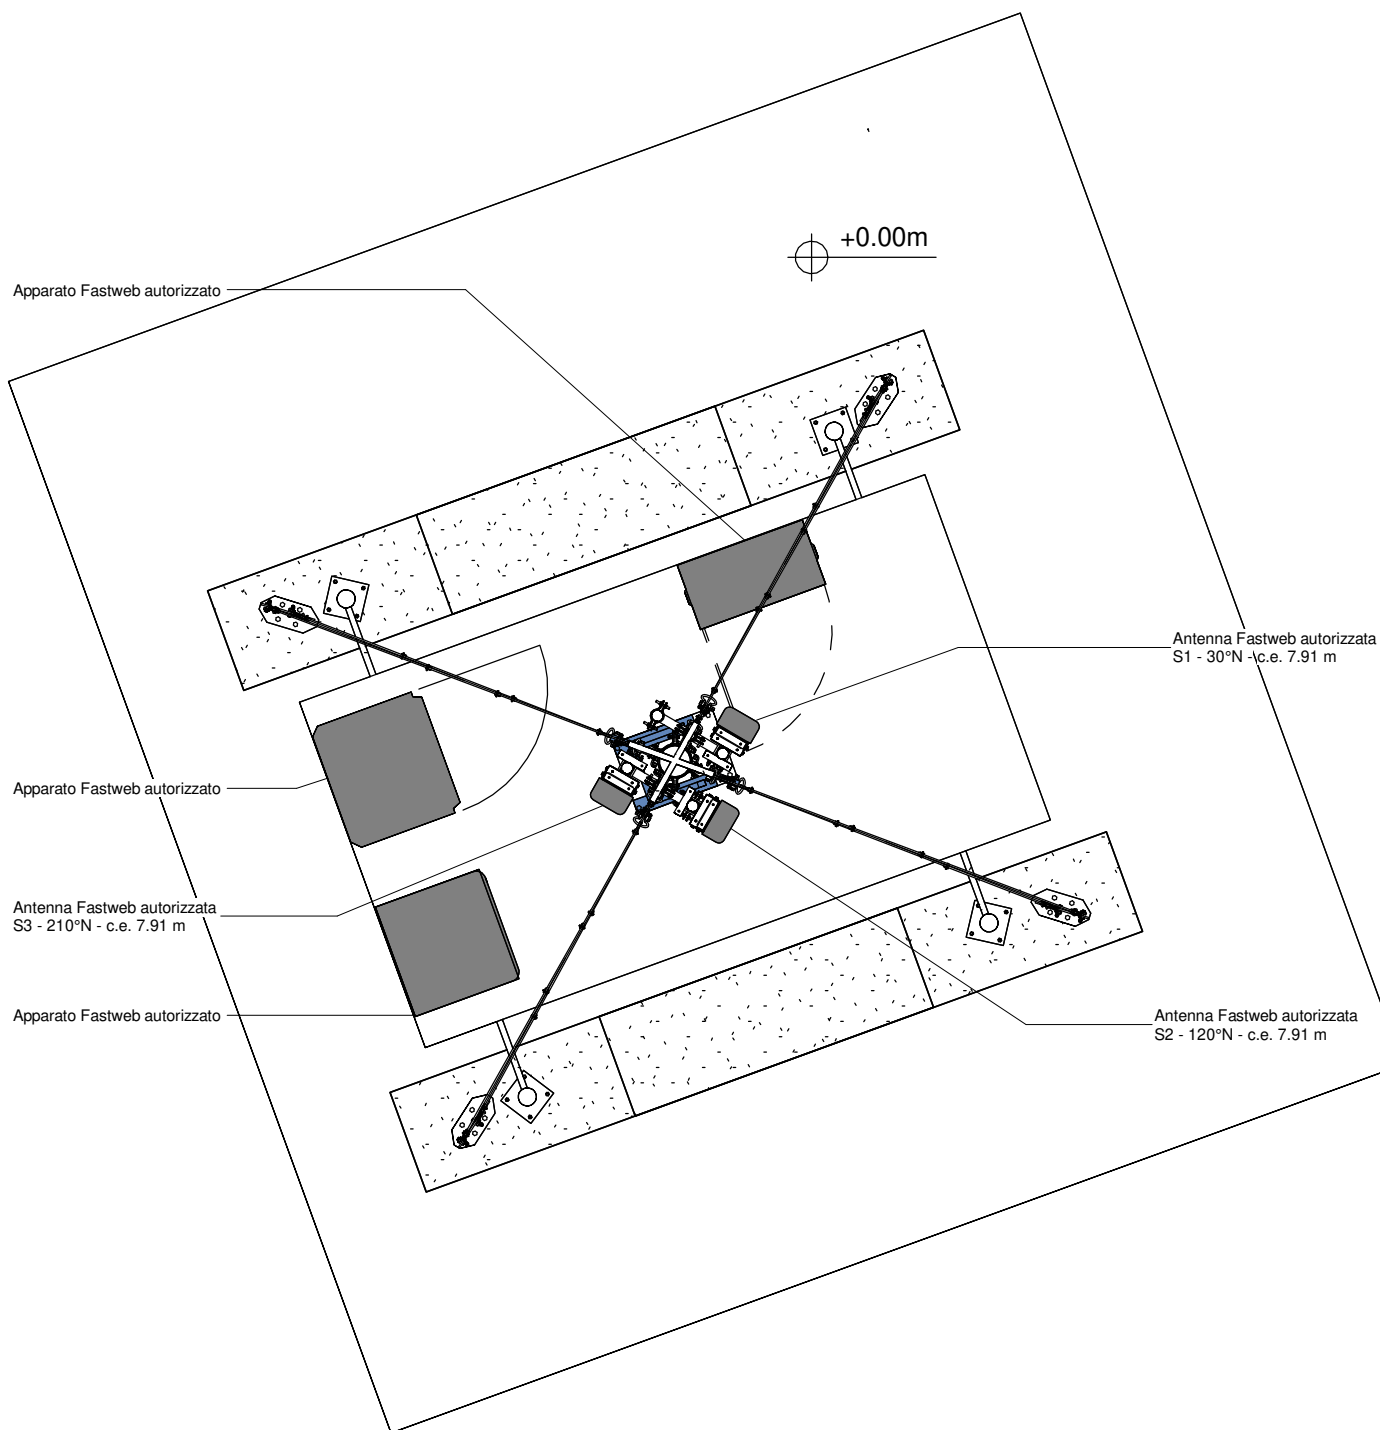 +0.00m
Apparato Fastweb autorizzato
Antenna Fastweb autorizzata
S1 - 30°N - c.e. 7.91 m
Apparato Fastweb autorizzato
Antenna Fastweb autorizzata
S3 - 210°N - c.e. 7.91 m
Apparato Fastweb autorizzato
Antenna Fastweb autorizzata
S2 - 120°N - c.e. 7.91 m